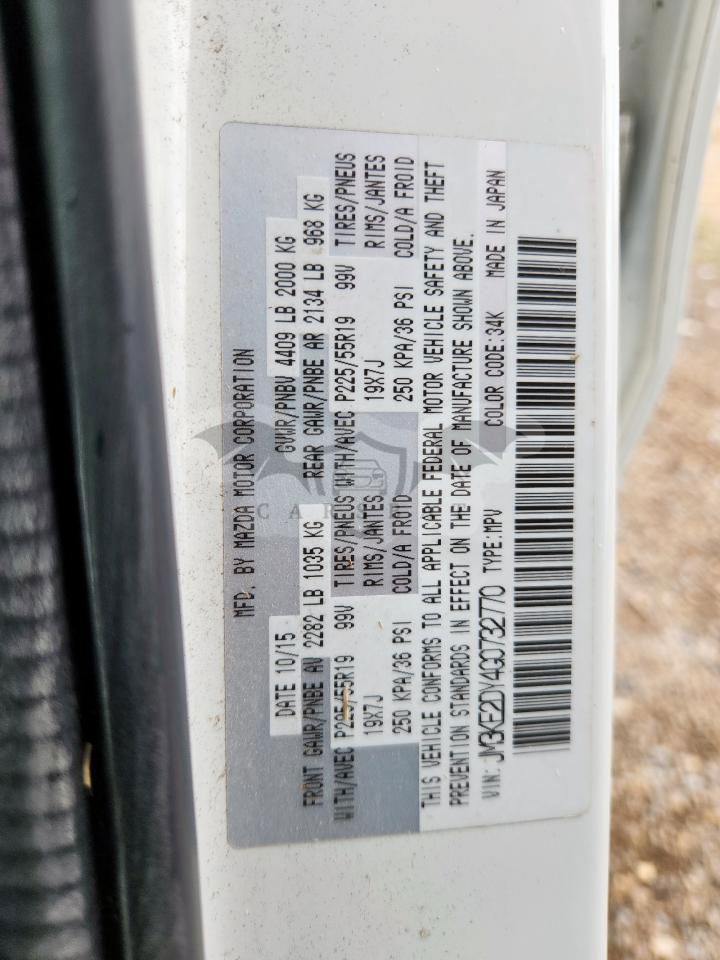 MFD. BY MAZDA MOTOR CORPORATION
DATE 10/15 GVWR/PNBV 4409 LB 2000 KG
FRONT GAWR/PNBE AV 2282 LB 1035 KG REAR GAWR/PNBE AR 2134 LB 968 KG
WITH/AVEC P225/55R19 99V TIRES/PNEUS WITH/AVEC P225/55R19 99V TIRES/PNEUS
19X7J RIMS/JANTES 19X7J RIMS/JANTES
250 KPA/36 PSI COLD/A FROID 250 KPA/36 PSI COLD/A FROID
THIS VEHICLE CONFORMS TO ALL APPLICABLE FEDERAL MOTOR VEHICLE SAFETY AND THEFT
PREVENTION STANDARDS IN EFFECT ON THE DATE OF MANUFACTURE SHOWN ABOVE.
VIN: JM3KE2DY4G0732770 TYPE:MPV COLOR CODE:34K MADE IN JAPAN